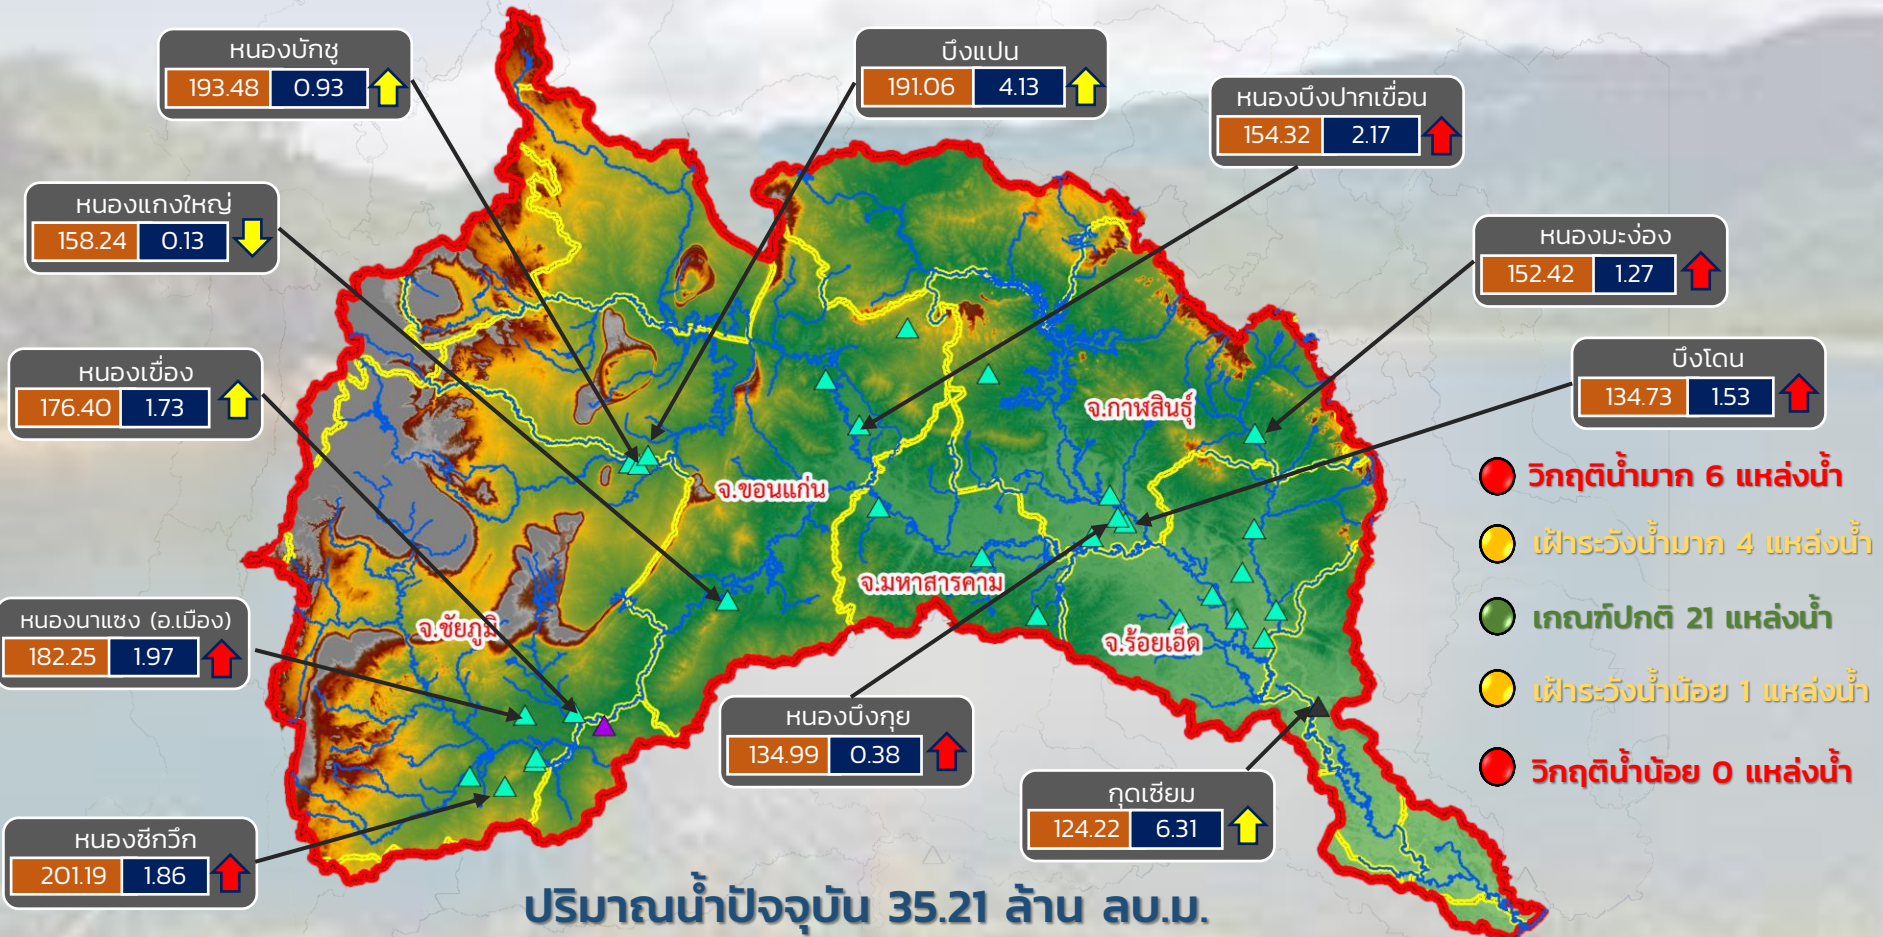 หนองบักชู
193.48 0.93
บึงแปน
191.06 4.13
หนองบึงปากเขื่อน
154.32 2.17
หนองแกงใหญ่
158.24 0.13
หนองมะง่อง
152.42 1.27
หนองเขื่อง
176.40 1.73
บึงโดน
134.73 1.53
จ.กาฬสินธุ์
จ.ขอนแก่น
จ.มหาสารคาม
จ.ชัยภูมิ
จ.ร้อยเอ็ด
วิกฤติน้ำมาก 6 แหล่งน้ำ
เฝ้าระวังน้ำมาก 4 แหล่งน้ำ
เกณฑ์ปกติ 21 แหล่งน้ำ
เฝ้าระวังน้ำน้อย 1 แหล่งน้ำ
วิกฤติน้ำน้อย 0 แหล่งน้ำ
หนองนาแซง (อ.เมือง)
182.25 1.97
หนองบึงกุย
134.99 0.38
กุดเซียม
124.22 6.31
หนองซีกวึก
201.19 1.86
ปริมาณน้ำปัจจุบัน 35.21 ล้าน ลบ.ม.